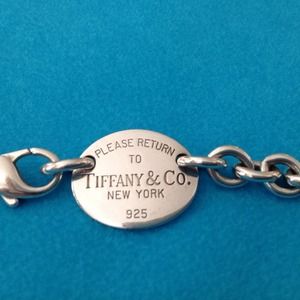 PLEASE RETURN
TO
TIFFANY & CO.
NEW YORK
925